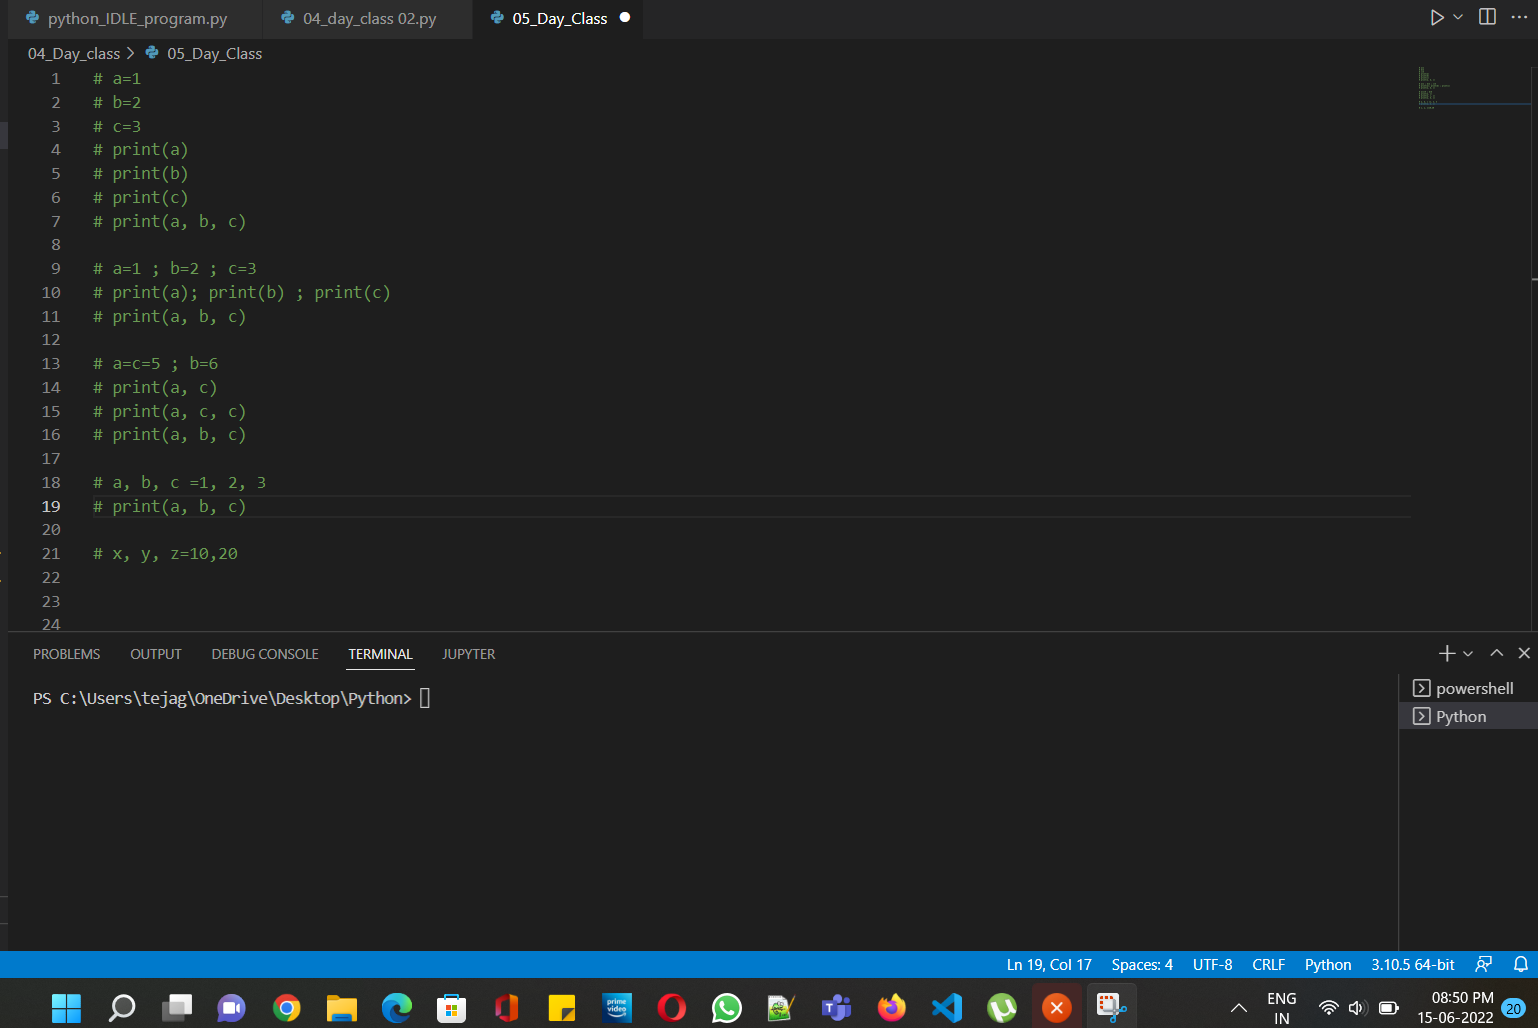 python_IDLE_program.py 04_day_class 02.py 05_Day_Class
04_Day_class > 05_Day_Class
1 # a=1
2 # b=2
3 # c=3
4 # print(a)
5 # print(b)
6 # print(c)
7 # print(a, b, c)
8
9 # a=1 ; b=2 ; c=3
10 # print(a); print(b) ; print(c)
11 # print(a, b, c)
12
13 # a=c=5 ; b=6
14 # print(a, c)
15 # print(a, c, c)
16 # print(a, b, c)
17
18 # a, b, c =1, 2, 3
19 # print(a, b, c)
20
21 # x, y, z=10,20
22
23
24
PROBLEMS OUTPUT DEBUG CONSOLE TERMINAL JUPYTER
PS C:\Users\tejag\OneDrive\Desktop\Python>
powershell
Python
Ln 19, Col 17 Spaces: 4 UTF-8 CRLF Python 3.10.5 64-bit
prime video
ENG
IN
08:50 PM
15-06-2022
20